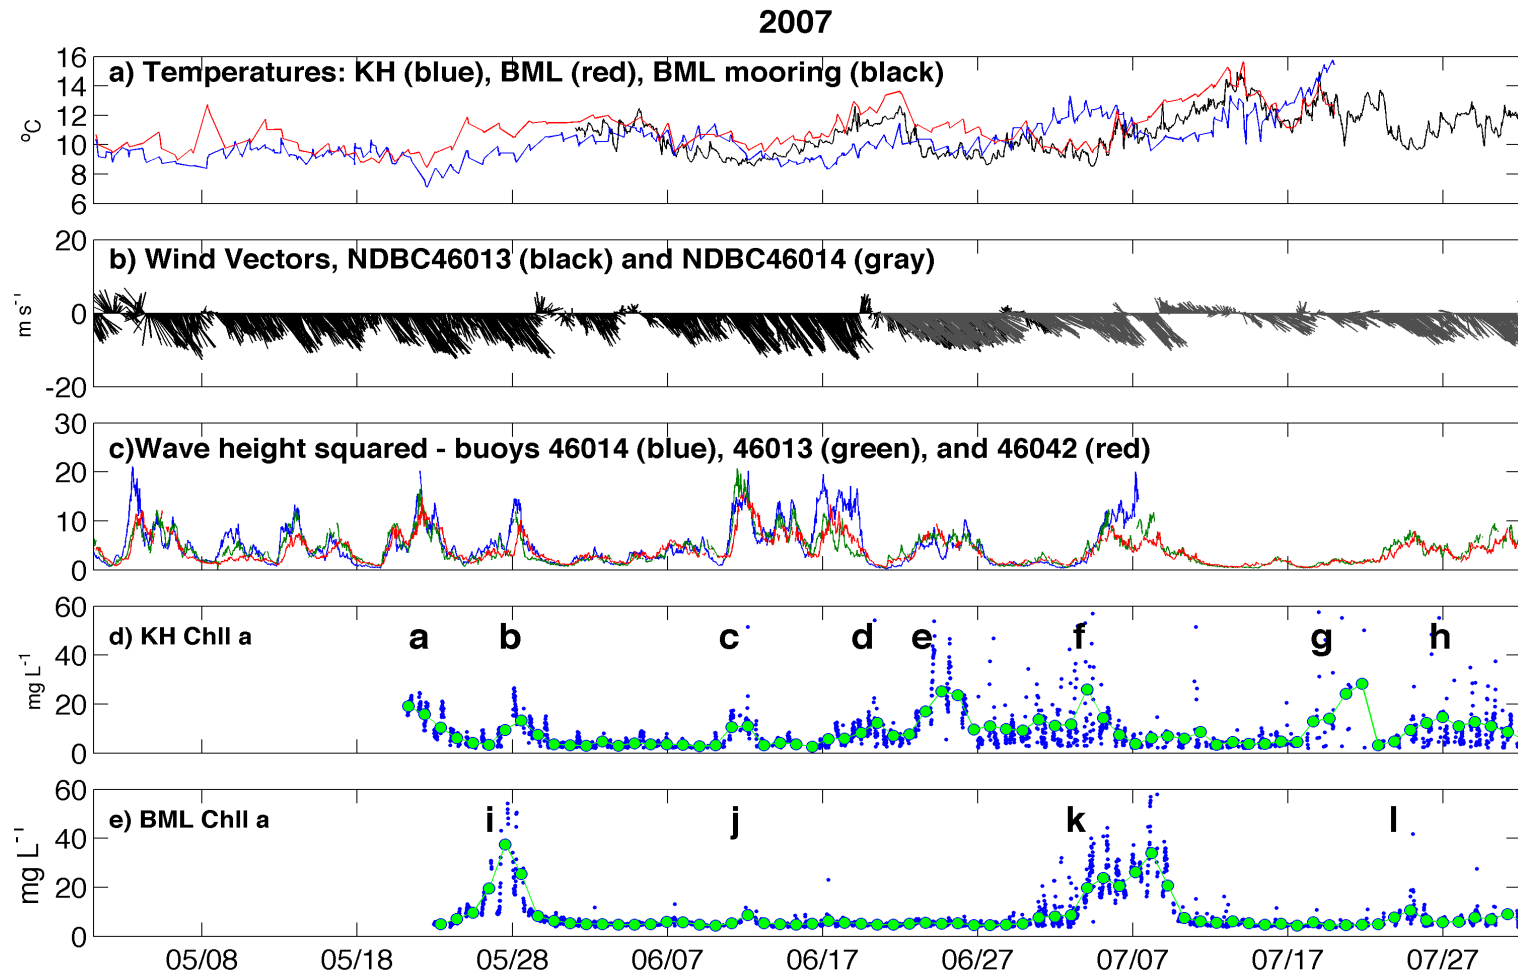 2007
a) Temperatures: KH (blue), BML (red), BML mooring (black)
16
14
12
10
8
6
ºC
b) Wind Vectors, NDBC46013 (black) and NDBC46014 (gray)
20
0
-20
m s⁻¹
c)Wave height squared - buoys 46014 (blue), 46013 (green), and 46042 (red)
30
20
10
0
d) KH Chll a
a b c d e f g h
60
40
20
0
mg L⁻¹
e) BML Chll a
i j k l
60
40
20
0
mg L⁻¹
05/08 05/18 05/28 06/07 06/17 06/27 07/07 07/17 07/27